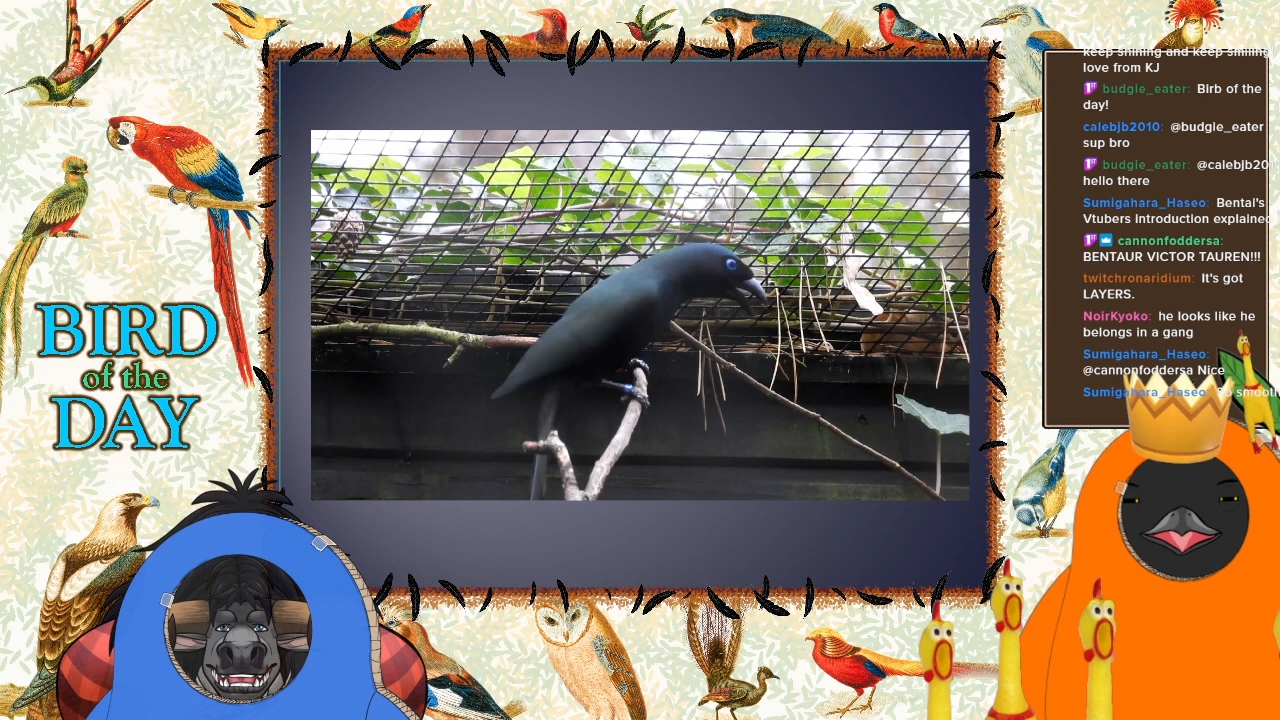 BIRD
of the
DAY
keep shining and keep smiling
love from KJ
budgie_eater: Birb of the
day!
calebjb2010: @budgie_eater
sup bro
budgie_eater: @calebjb20
hello there
Sumigahara_Haseo: Bental's
Vtubers introduction explained
cannonfoddersa:
BENTAUR VICTOR TAUREN!!!
twitchronaridium: It's got
LAYERS.
NoirKyoko: he looks like he
belongs in a gang
Sumigahara_Haseo:
@cannonfoddersa Nice
Sumigahara_Haseo: smooth